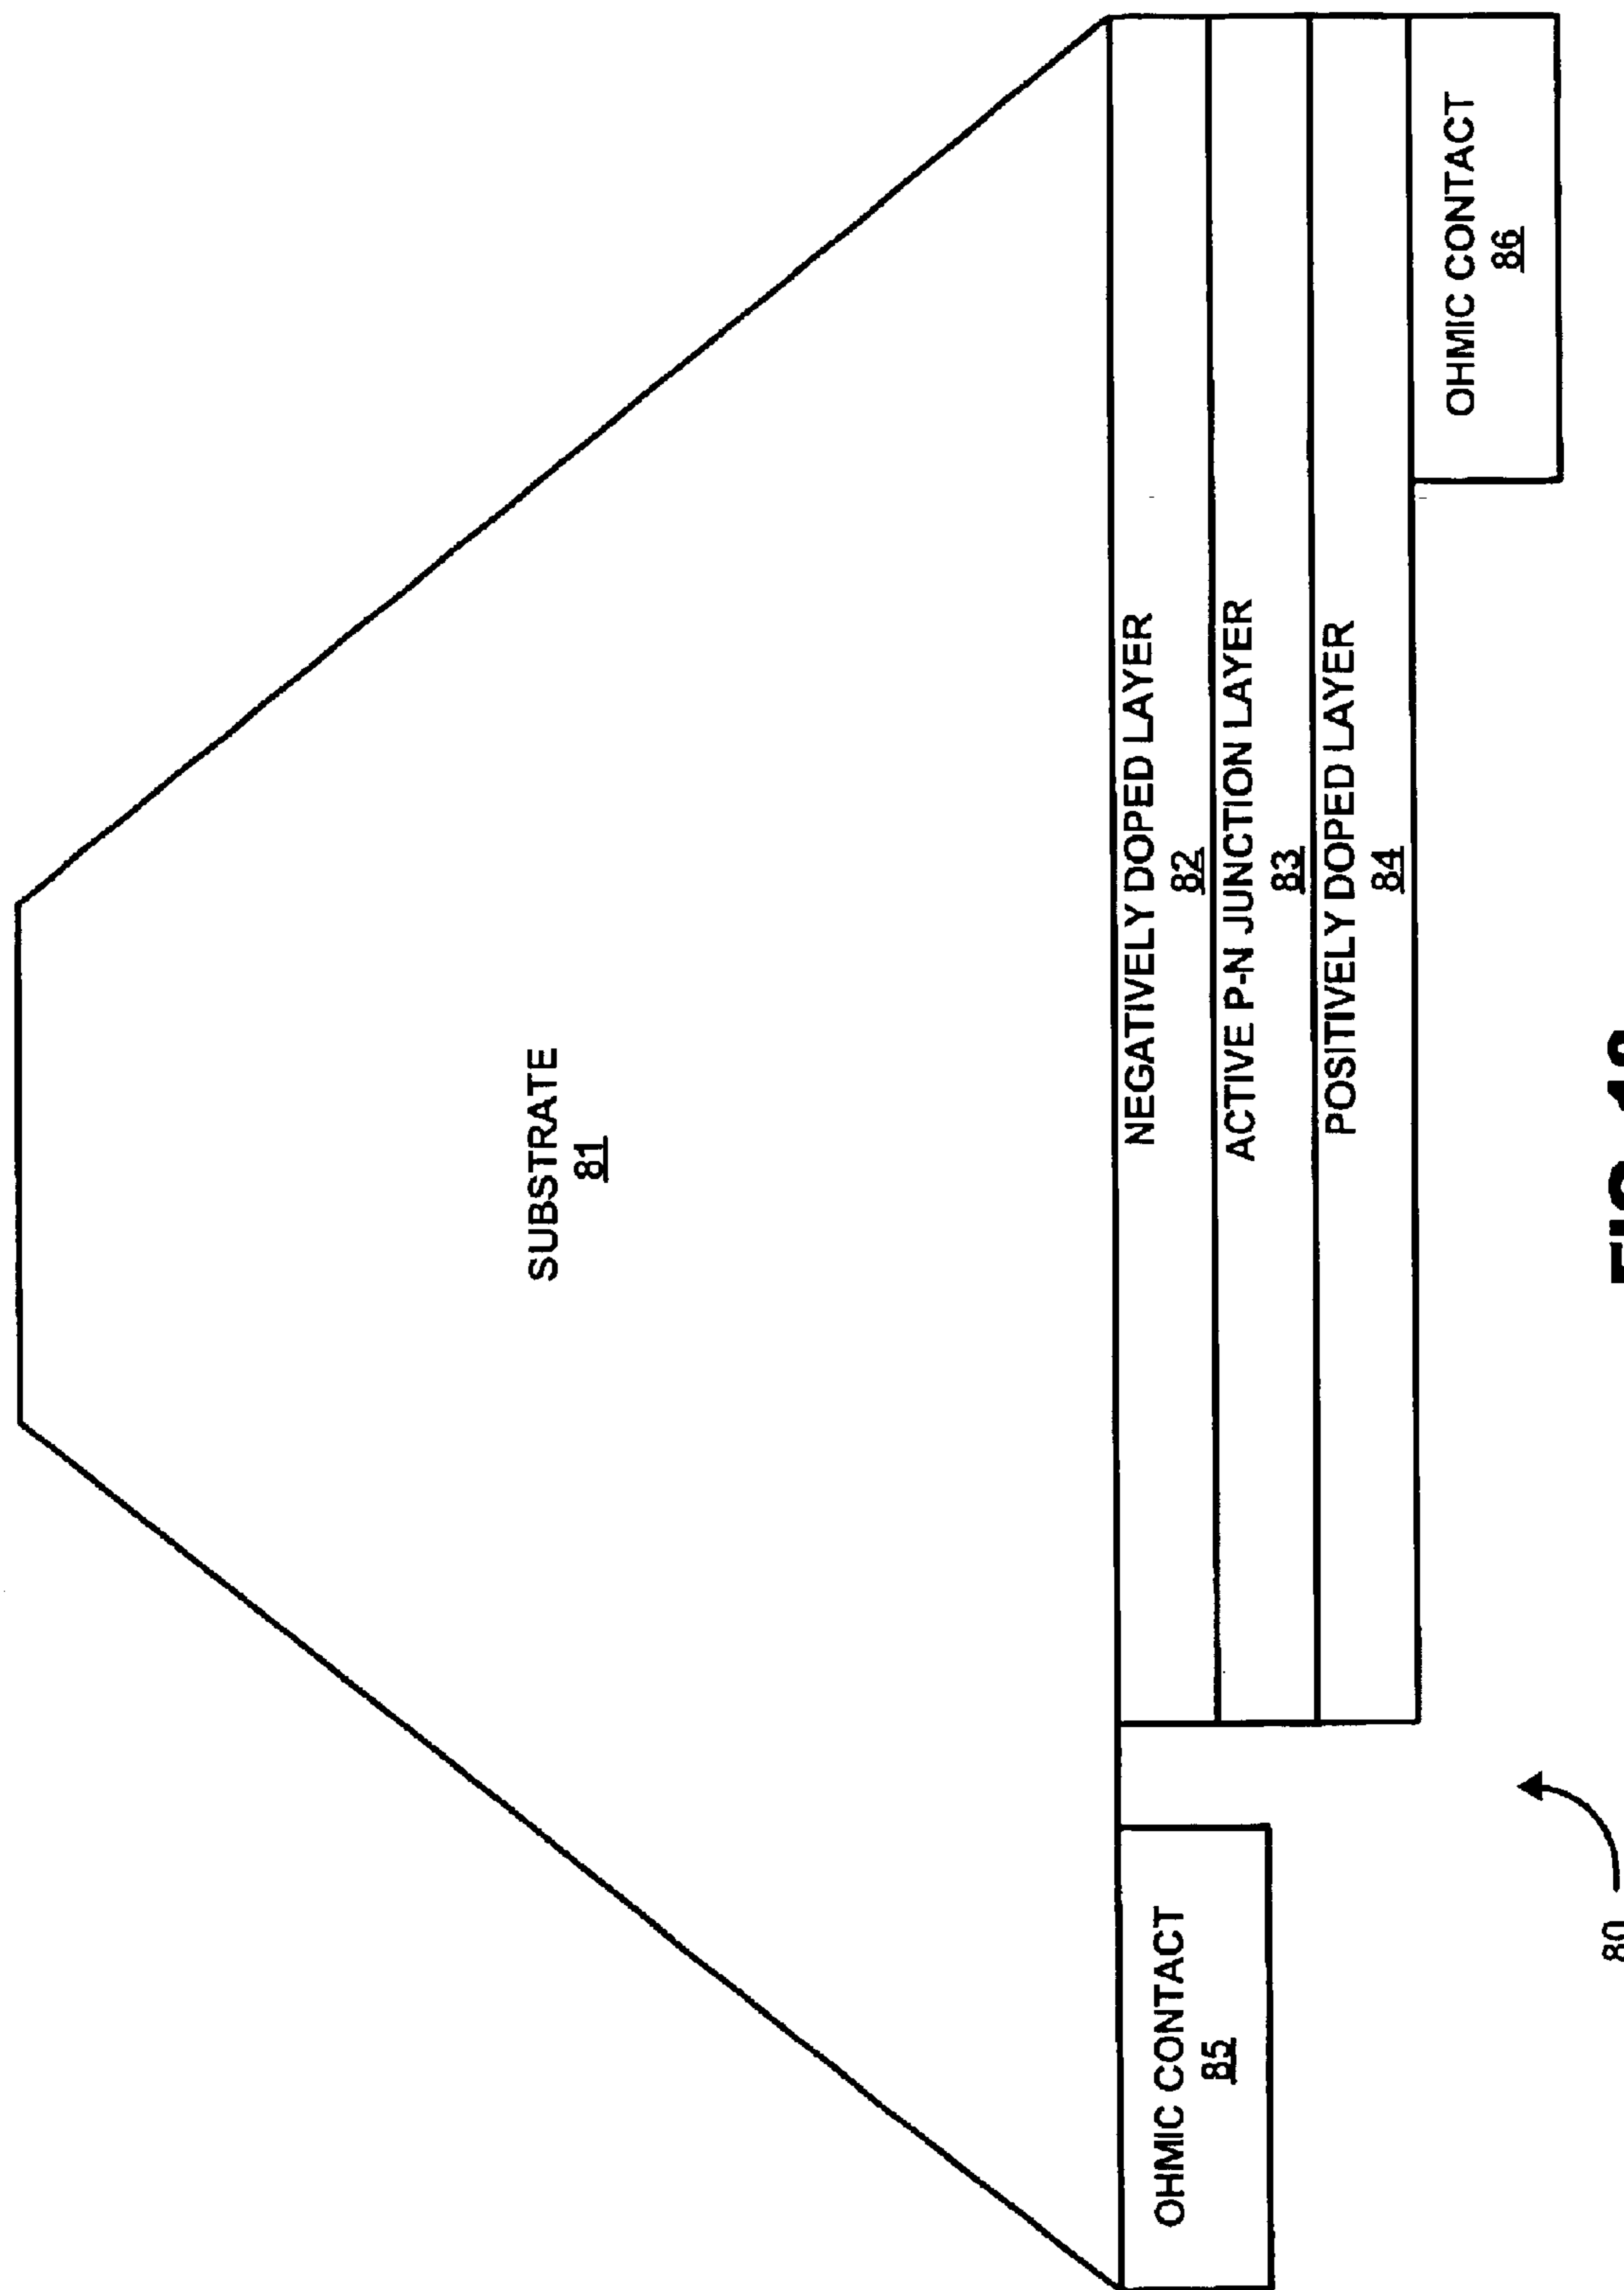 SUBSTRATE
81
NEGATIVELY DOPED LAYER
82
ACTIVE P-N JUNCTION LAYER
83
POSITIVELY DOPED LAYER
84
OHMIC CONTACT
85
OHMIC CONTACT
86
80
FIG.